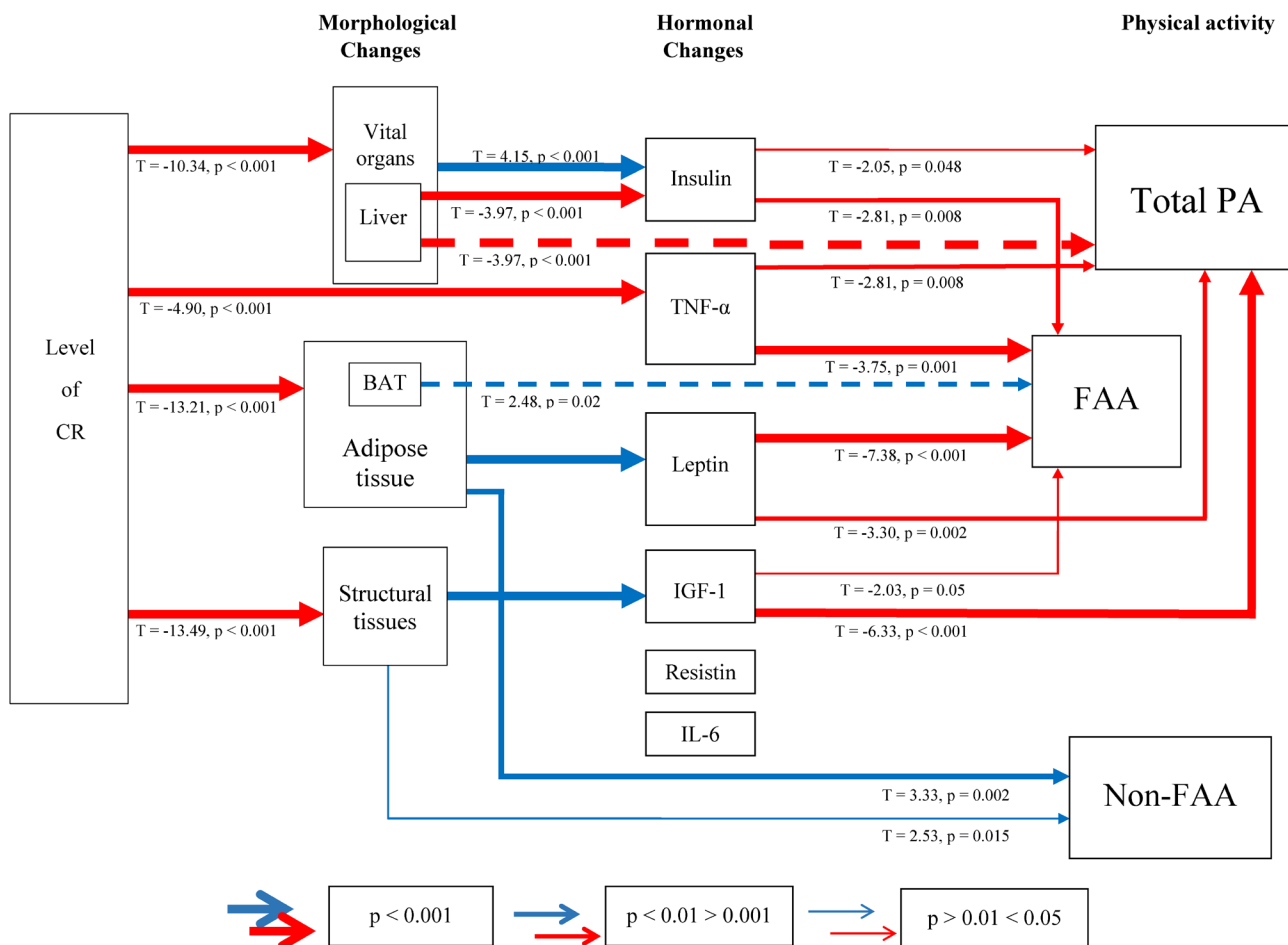 Morphological
Changes
Hormonal
Changes
Physical activity
Level
of
CR
T = -10.34, p < 0.001
T = -4.90, p < 0.001
T = -13.21, p < 0.001
T = -13.49, p < 0.001
Vital
organs
Liver
BAT
Adipose
tissue
Structural
tissues
T = 4.15, p < 0.001
T = -3.97, p < 0.001
T = -3.97, p < 0.001
Insulin
TNF-α
Leptin
IGF-1
Resistin
IL-6
T = -2.05, p = 0.048
T = -2.81, p = 0.008
T = -2.81, p = 0.008
T = -3.75, p = 0.001
T = 2.48, p = 0.02
T = -7.38, p < 0.001
T = -3.30, p = 0.002
T = -2.03, p = 0.05
T = -6.33, p < 0.001
T = 3.33, p = 0.002
T = 2.53, p = 0.015
Total PA
FAA
Non-FAA
p < 0.001
p < 0.01 > 0.001
p > 0.01 < 0.05